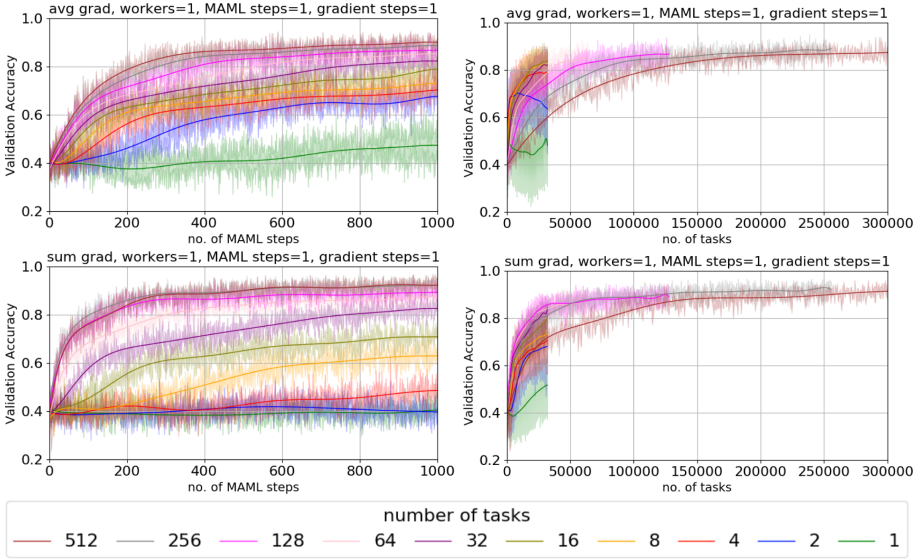 avg grad, workers=1, MAML steps=1, gradient steps=1
1.0
0.8
0.6
0.4
0.2
Validation Accuracy
0 200 400 600 800 1000
no. of MAML steps
avg grad, workers=1, MAML steps=1, gradient steps=1
1.0
0.8
0.6
0.4
0.2
Validation Accuracy
0 50000 100000 150000 200000 250000 300000
no. of tasks
sum grad, workers=1, MAML steps=1, gradient steps=1
1.0
0.8
0.6
0.4
0.2
Validation Accuracy
0 200 400 600 800 1000
no. of MAML steps
sum grad, workers=1, MAML steps=1, gradient steps=1
1.0
0.8
0.6
0.4
0.2
Validation Accuracy
0 50000 100000 150000 200000 250000 300000
no. of tasks
number of tasks
512 256 128 64 32 16 8 4 2 1